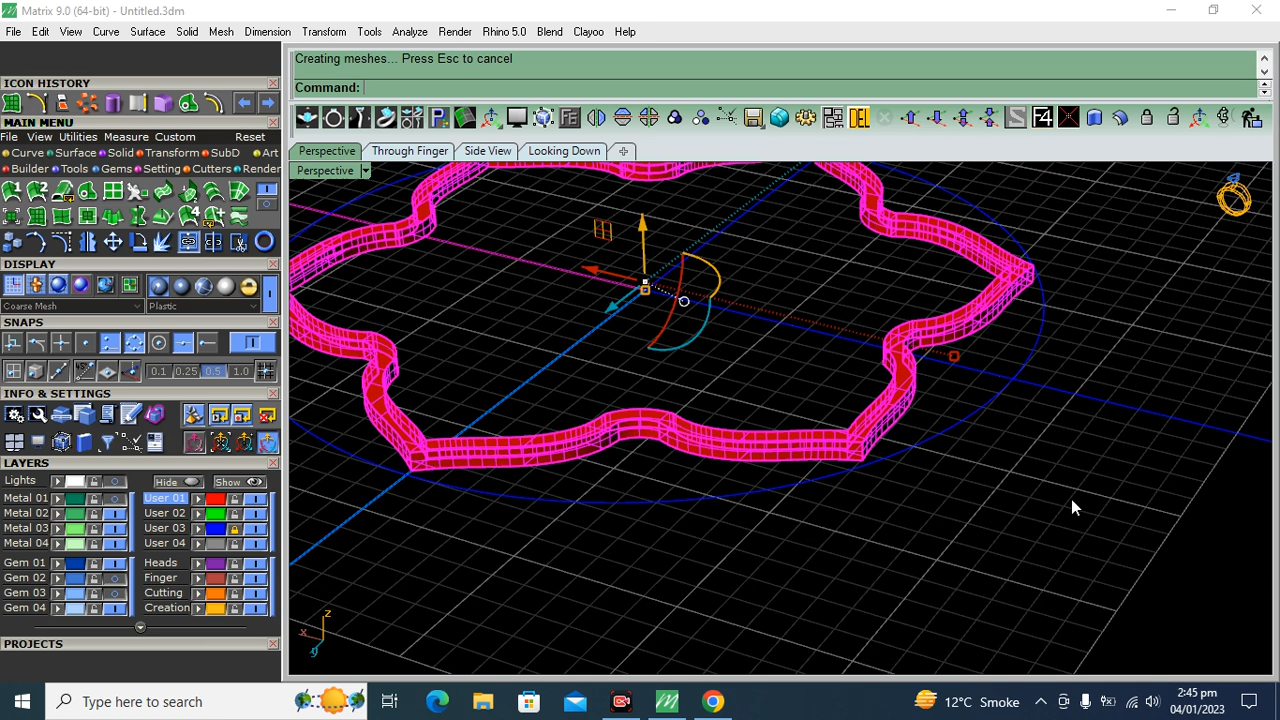 Matrix 9.0 (64-bit) - Untitled.3dm
File Edit View Curve Surface Solid Mesh Dimension Transform Tools Analyze Render Rhino 5.0 Blend Clayoo Help
Creating meshes... Press Esc to cancel
Command:
ICON HISTORY
MAIN MENU
File View Utilities Measure Custom Reset
Curve Surface Solid Transform SubD Art
Builder Tools Gems Setting Cutters Render
DISPLAY
Coarse Mesh Plastic
SNAPS
0.1 0.25 0.5 1.0
INFO & SETTINGS
LAYERS
Lights Hide Show
Metal 01 User 01
Metal 02 User 02
Metal 03 User 03
Metal 04 User 04
Gem 01 Heads
Gem 02 Finger
Gem 03 Cutting
Gem 04 Creation
PROJECTS
F4
DEL
Perspective Through Finger Side View Looking Down
Perspective
z
x
y
Type here to search
12°C Smoke
2:45 pm
04/01/2023